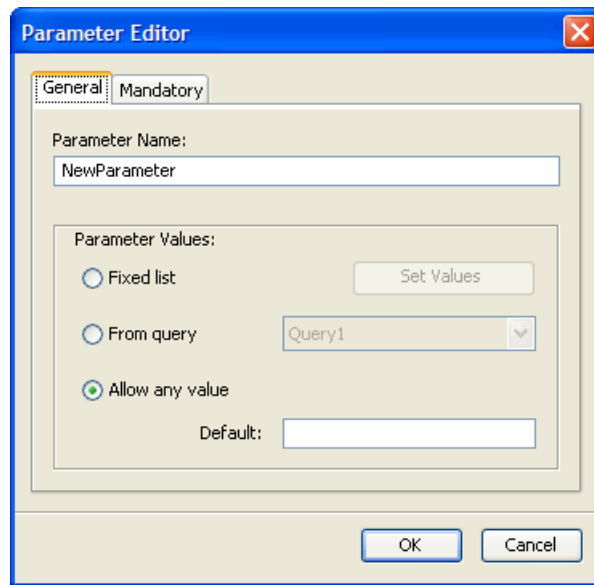 Parameter Editor
General Mandatory
Parameter Name:
NewParameter
Parameter Values:
Fixed list Set Values
From query Query1
Allow any value
Default:
OK Cancel